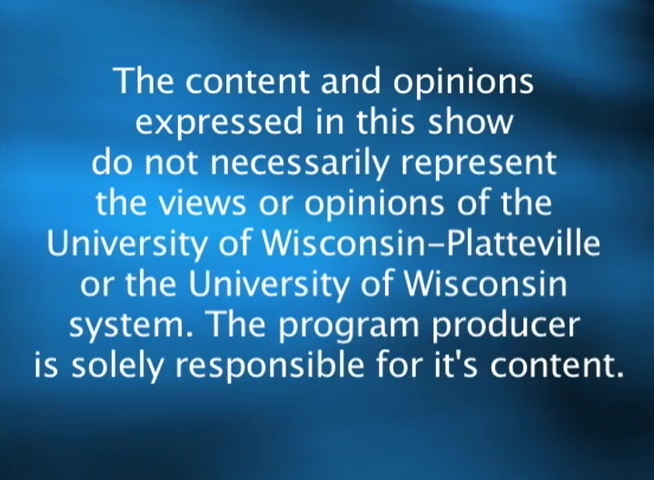 The content and opinions
expressed in this show
do not necessarily represent
the views or opinions of the
University of Wisconsin-Platteville
or the University of Wisconsin
system. The program producer
is solely responsible for it's content.